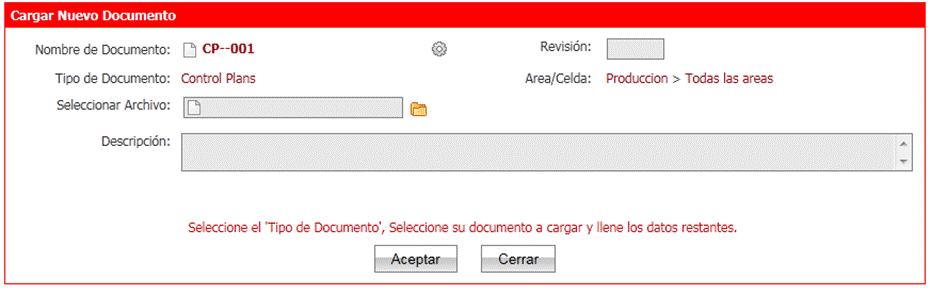 Cargar Nuevo Documento
Nombre de Documento: CP--001 Revisión:
Tipo de Documento: Control Plans Area/Celda: Produccion > Todas las areas
Seleccionar Archivo:
Descripción:
Seleccione el 'Tipo de Documento', Seleccione su documento a cargar y llene los datos restantes.
Aceptar Cerrar